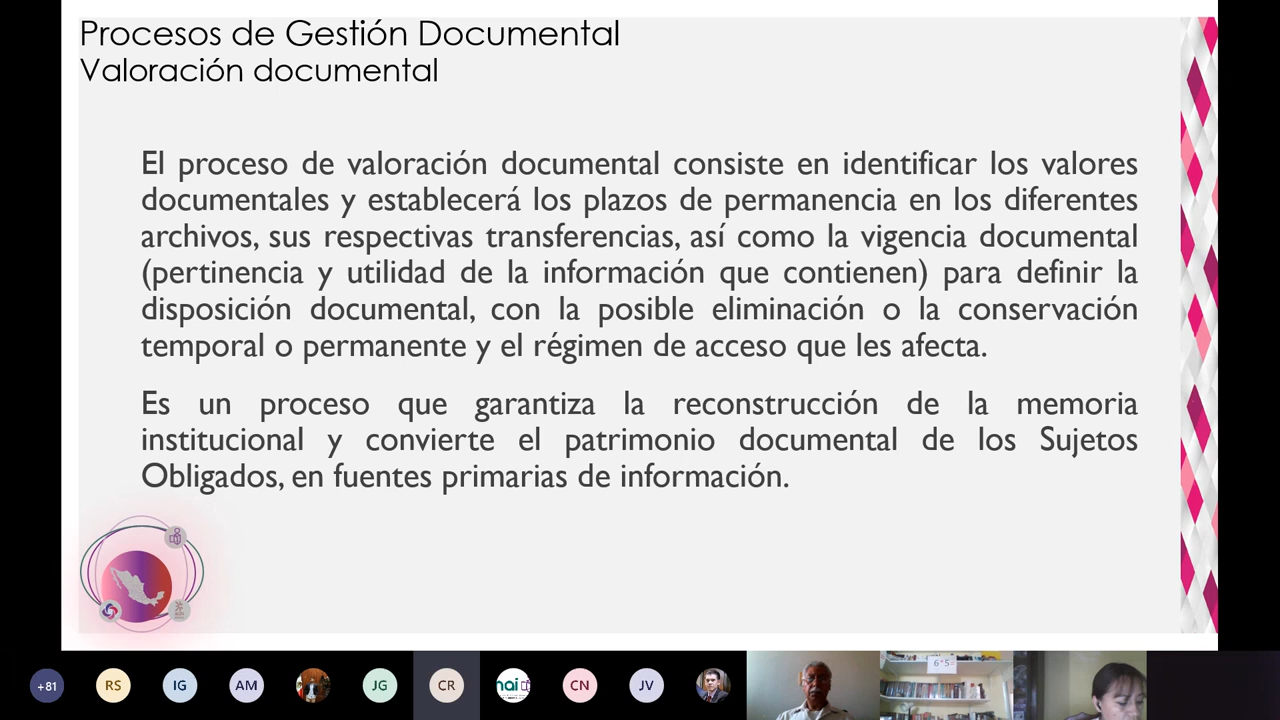 Procesos de Gestión Documental
Valoración documental
El proceso de valoración documental consiste en identificar los valores
documentales y establecerá los plazos de permanencia en los diferentes
archivos, sus respectivas transferencias, así como la vigencia documental
(pertinencia y utilidad de la información que contienen) para definir la
disposición documental, con la posible eliminación o la conservación
temporal o permanente y el régimen de acceso que les afecta.
Es un proceso que garantiza la reconstrucción de la memoria
institucional y convierte el patrimonio documental de los Sujetos
Obligados, en fuentes primarias de información.
+81 RS IG AM JG CR nai CN JV